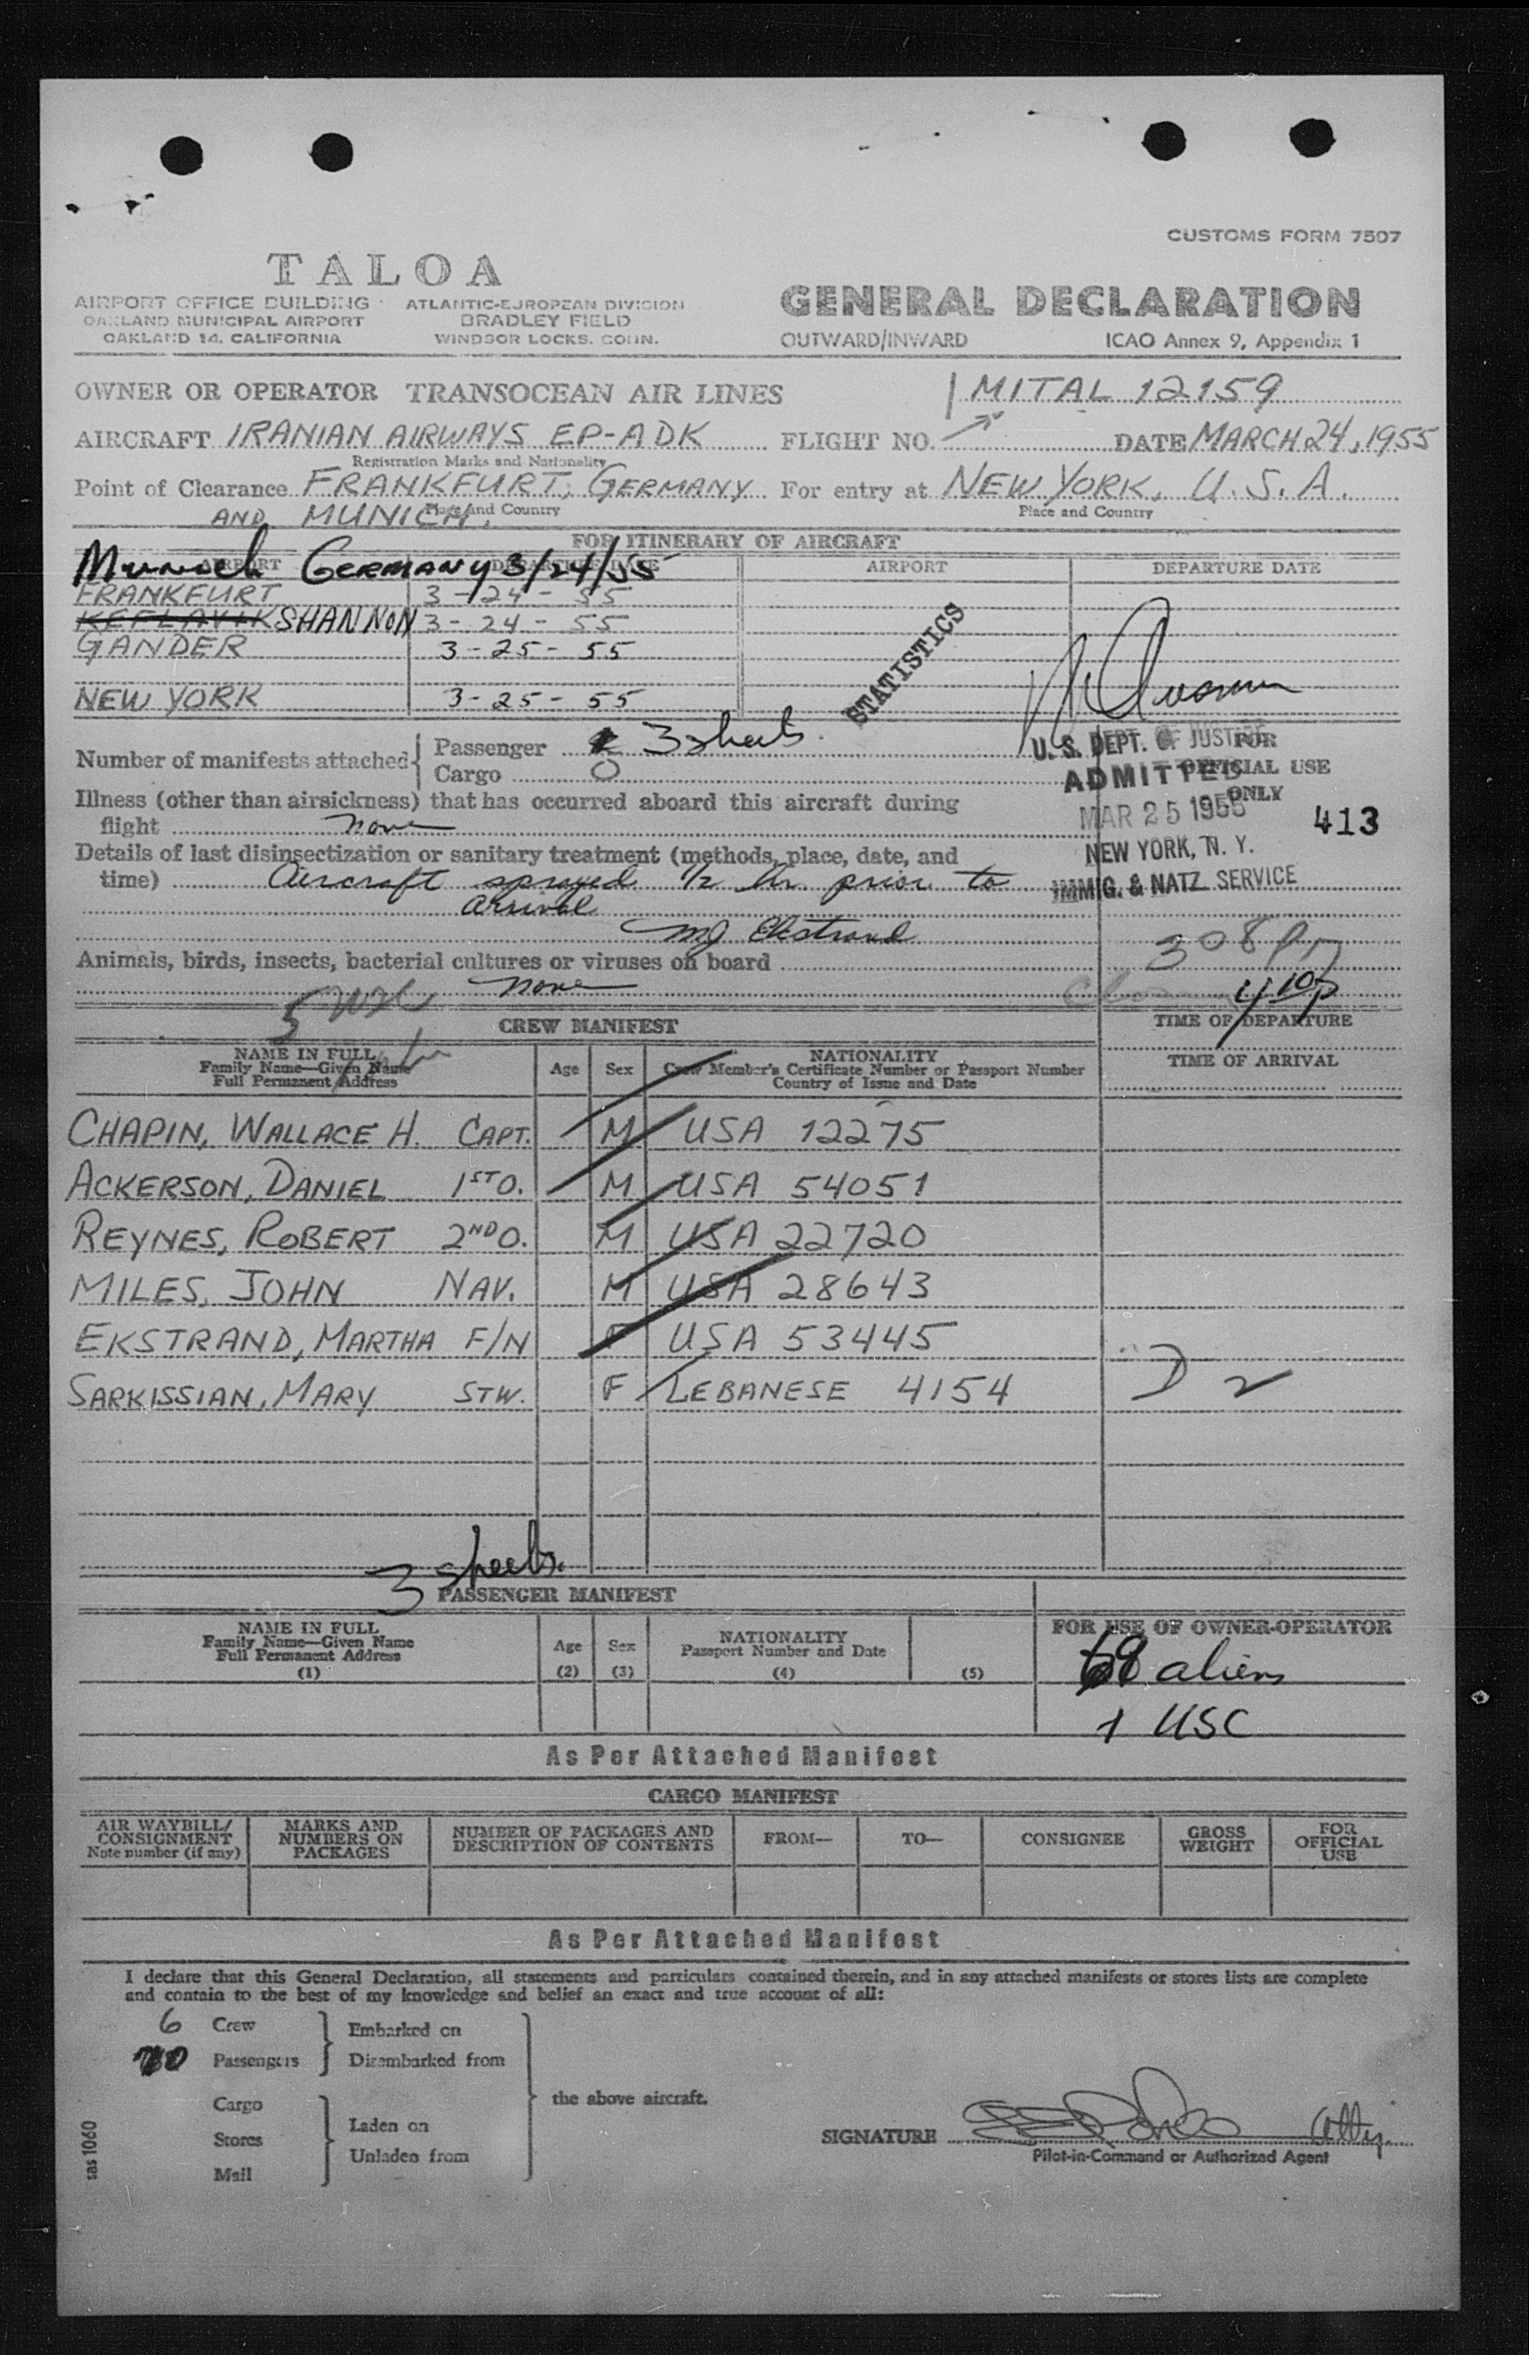 CUSTOMS FORM 7507
TALOA
AIRPORT OFFICE BUILDING
OAKLAND MUNICIPAL AIRPORT
OAKLAND 14, CALIFORNIA
ATLANTIC-EUROPEAN DIVISION
BRADLEY FIELD
WINDSOR LOCKS, CONN.
GENERAL DECLARATION
OUTWARD/INWARD ICAO Annex 9, Appendix 1
OWNER OR OPERATOR TRANSOCEAN AIR LINES MITAL 12159
AIRCRAFT IRANIAN AIRWAYS EP-ADK FLIGHT NO. DATE MARCH 24, 1955
Registration Marks and Nationality
Point of Clearance FRANKFURT, GERMANY For entry at NEW YORK, U.S.A.
AND MUNICH, Place and Country Place and Country
FOR ITINERARY OF AIRCRAFT
AIRPORT DEPARTURE DATE AIRPORT DEPARTURE DATE
Munich GERMANY 3/24/55
FRANKFURT 3-24-55
KEFLAVIK SHANNON 3-24-55
GANDER 3-25-55
NEW YORK 3-25-55
STATISTICS
Number of manifests attached
Passenger 3 sheets.
Cargo 0
U. S. DEPT. OF JUSTICE
ADMITTED
MAR 25 1955
NEW YORK, N. Y.
IMMIG. & NATZ. SERVICE
FOR
OFFICIAL USE
ONLY
413
Illness (other than airsickness) that has occurred aboard this aircraft during
flight none
Details of last disinsectization or sanitary treatment (methods, place, date, and
time) Aircraft sprayed 1/2 hr. prior to
arrival
MJ Ekstrand
308 Pm
Animals, birds, insects, bacterial cultures or viruses on board
none
4 10 p
5
CREW MANIFEST
TIME OF DEPARTURE
TIME OF ARRIVAL
NAME IN FULL
Family Name—Given Name
Full Permanent Address
Age
Sex
NATIONALITY
Crew Member's Certificate Number or Passport Number
Country of Issue and Date
CHAPIN, WALLACE H. CAPT. M USA 12275
ACKERSON, DANIEL 1ST O. M USA 54051
REYNES, ROBERT 2ND O. M USA 22720
MILES, JOHN NAV. M USA 28643
EKSTRAND, MARTHA F/N F USA 53445
SARKISSIAN, MARY STW. F LEBANESE 4154 D 2
3 sheets.
PASSENGER MANIFEST
NAME IN FULL
Family Name—Given Name
Full Permanent Address
(1)
Age
(2)
Sex
(3)
NATIONALITY
Passport Number and Date
(4)
(5)
FOR USE OF OWNER-OPERATOR
69 aliens
1 USC
As Per Attached Manifest
CARGO MANIFEST
AIR WAYBILL/
CONSIGNMENT
Note number (if any)
MARKS AND
NUMBERS ON
PACKAGES
NUMBER OF PACKAGES AND
DESCRIPTION OF CONTENTS
FROM—
TO—
CONSIGNEE
GROSS
WEIGHT
FOR
OFFICIAL
USE
As Per Attached Manifest
I declare that this General Declaration, all statements and particulars contained therein, and in any attached manifests or stores lists are complete
and contain to the best of my knowledge and belief an exact and true account of all:
6 Crew
70 Passengers
Embarked on
Disembarked from
Cargo
Stores
Mail
Laden on
Unladen from
the above aircraft.
SIGNATURE Atty.
Pilot-in-Command or Authorized Agent
sas 1060